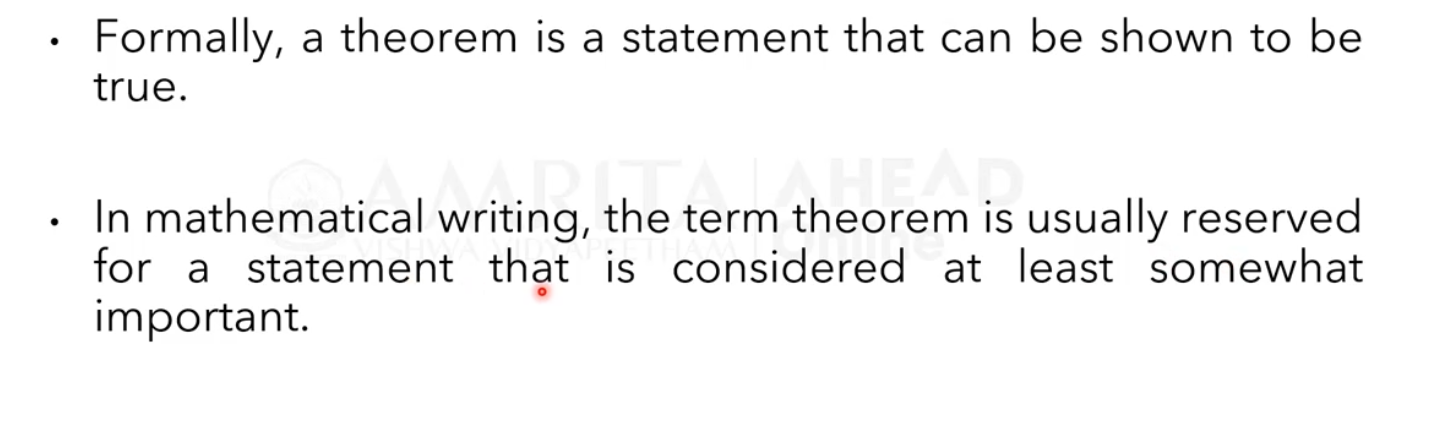 • Formally, a theorem is a statement that can be shown to be
true.
AMRITA AHEAD
VISHWA VIDYAPEETHAM Online
• In mathematical writing, the term theorem is usually reserved
for a statement that is considered at least somewhat
important.